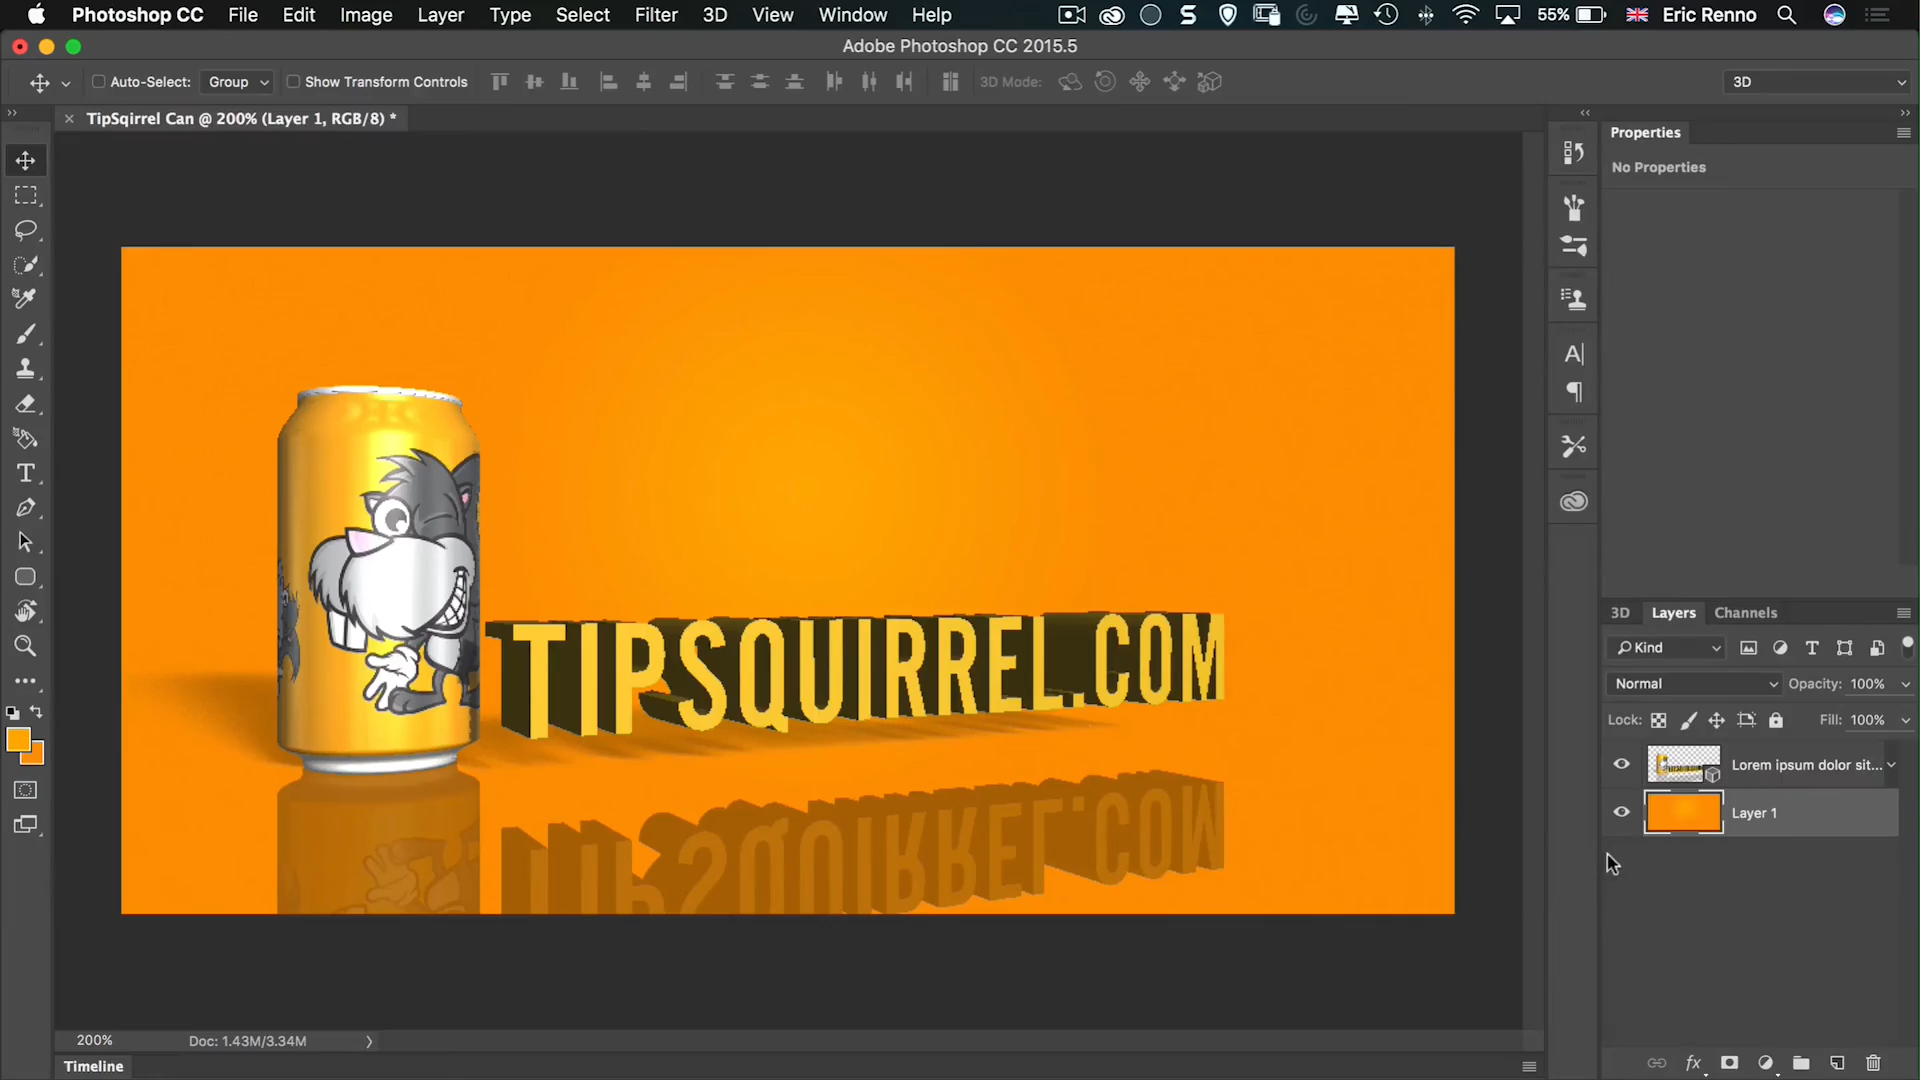 Photoshop CC File Edit Image Layer Type Select Filter 3D View Window Help 55% Eric Renno
Adobe Photoshop CC 2015.5
Auto-Select: Group Show Transform Controls 3D Mode: 3D
TipSqirrel Can @ 200% (Layer 1, RGB/8) *
Properties
No Properties
TIPSQUIRREL.COM
3D Layers Channels
Kind
Normal Opacity: 100%
Lock: Fill: 100%
Lorem ipsum dolor sit...
Layer 1
200% Doc: 1.43M/3.34M
Timeline